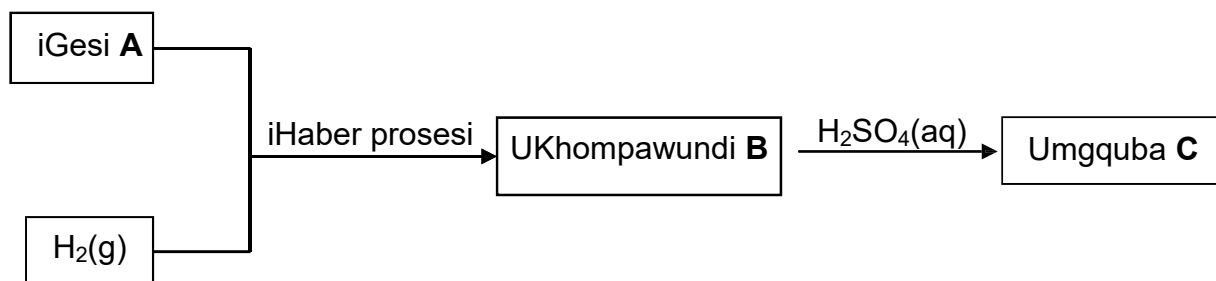 iGesi A
iHaber prosesi
UKhompawundi B
H₂SO₄(aq)
Umgquba C
H₂(g)